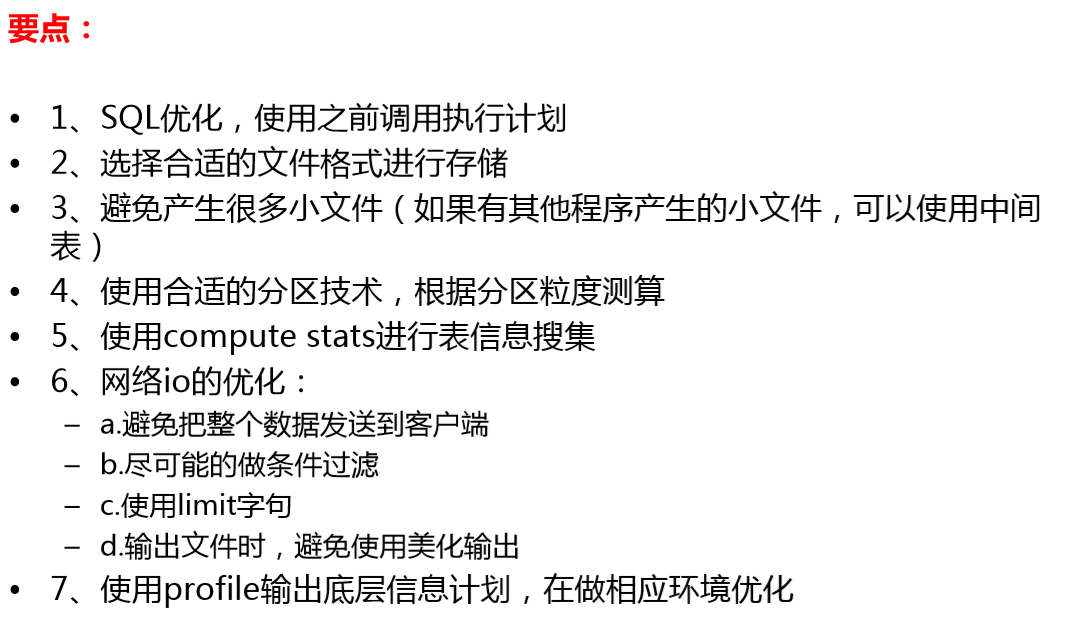 要点：
• 1、SQL优化，使用之前调用执行计划
• 2、选择合适的文件格式进行存储
• 3、避免产生很多小文件（如果有其他程序产生的小文件，可以使用中间
表）
• 4、使用合适的分区技术，根据分区粒度测算
• 5、使用compute stats进行表信息搜集
• 6、网络io的优化：
– a.避免把整个数据发送到客户端
– b.尽可能的做条件过滤
– c.使用limit字句
– d.输出文件时，避免使用美化输出
• 7、使用profile输出底层信息计划，在做相应环境优化